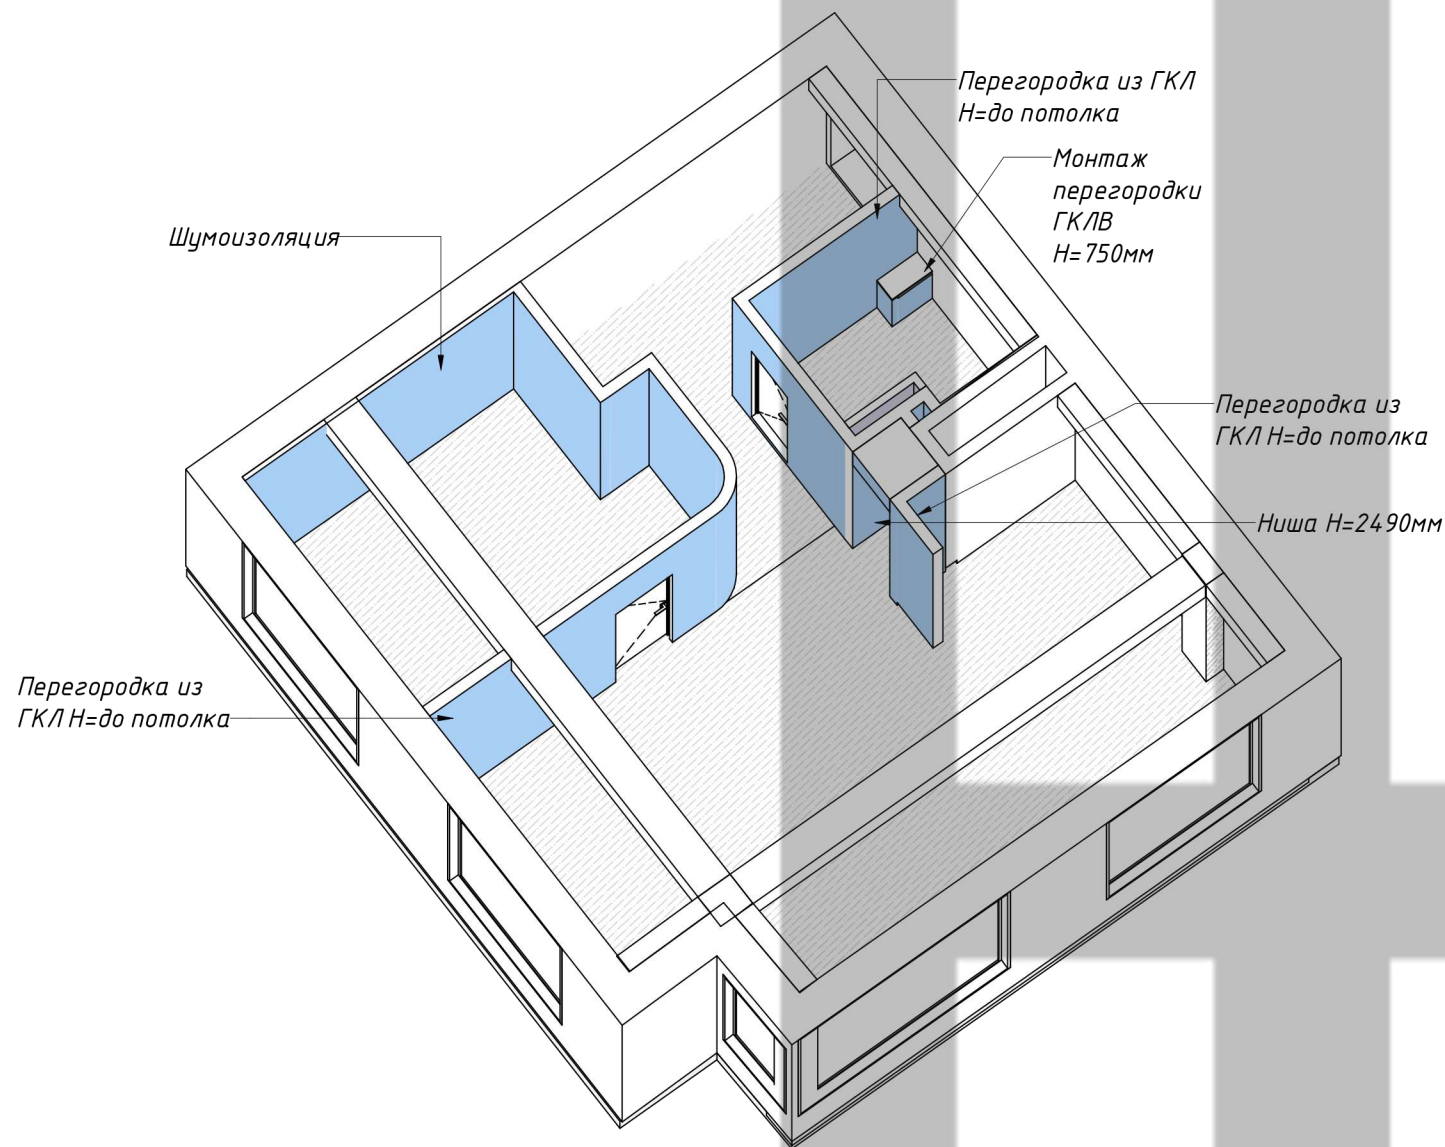 Перегородка из ГКЛ
Н=до потолка
Монтаж
перегородки
ГКЛВ
Н=750мм
Шумоизоляция
Перегородка из
ГКЛ Н=до потолка
Ниша Н=2490мм
Перегородка из
ГКЛ Н=до потолка